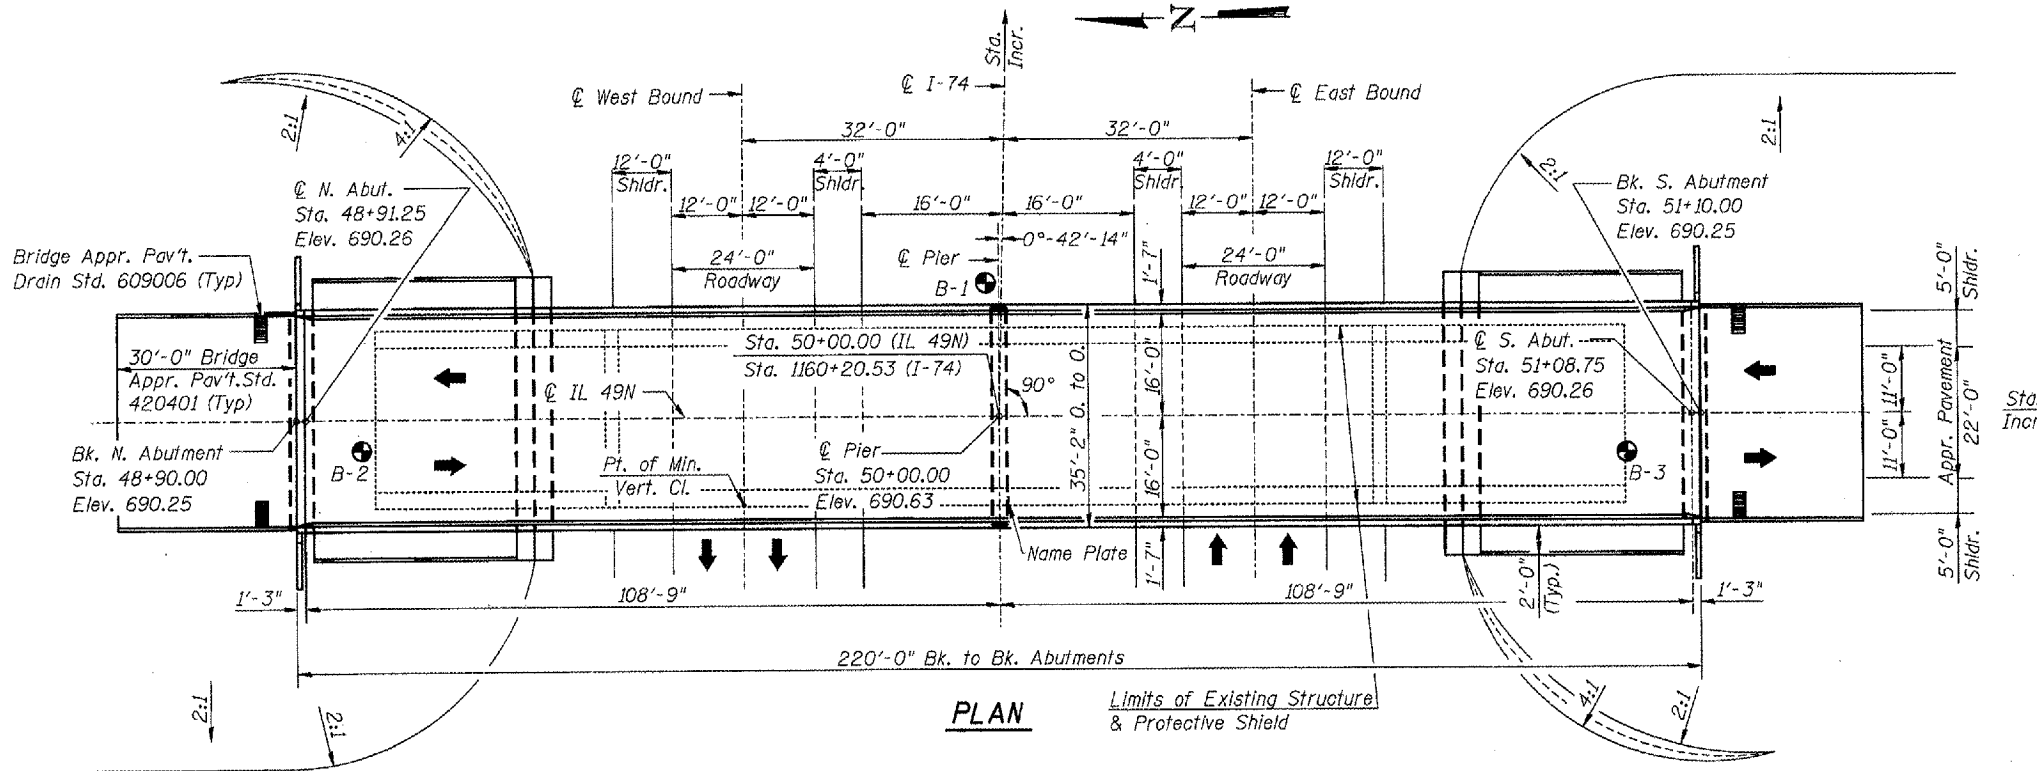 N
Sta.
Incr.
℄ I-74
℄ West Bound
℄ East Bound
32'-0"
32'-0"
12'-0"
Shldr.
4'-0"
Shldr.
4'-0"
Shldr.
12'-0"
Shldr.
12'-0"
12'-0"
16'-0"
16'-0"
12'-0"
12'-0"
0°-42'-14"
24'-0"
Roadway
24'-0"
Roadway
℄ Pier
B-1
1'-7"
2:1
4:1
2:1
2:1
℄ N. Abut.
Sta. 48+91.25
Elev. 690.26
Bk. S. Abutment
Sta. 51+10.00
Elev. 690.25
Bridge Appr. Pav't.
Drain Std. 609006 (Typ)
30'-0" Bridge
Appr. Pav't.Std.
420401 (Typ)
Sta. 50+00.00 (IL 49N)
Sta. 1160+20.53 (I-74)
℄ IL 49N
90°
35'-2" O. to O.
16'-0"
16'-0"
1'-7"
℄ S. Abut.
Sta. 51+08.75
Elev. 690.26
5'-0"
Shldr.
11'-0"
11'-0"
Appr. Pavement
22'-0"
5'-0"
Shldr.
Sta
Incr
Bk. N. Abutment
Sta. 48+90.00
Elev. 690.25
B-2
Pt. of Min.
Vert. Cl.
℄ Pier
Sta. 50+00.00
Elev. 690.63
B-3
Name Plate
2'-0"
(Typ.)
1'-3"
108'-9"
108'-9"
1'-3"
220'-0" Bk. to Bk. Abutments
2:1
2:1
4:1
2:1
PLAN
Limits of Existing Structure
& Protective Shield